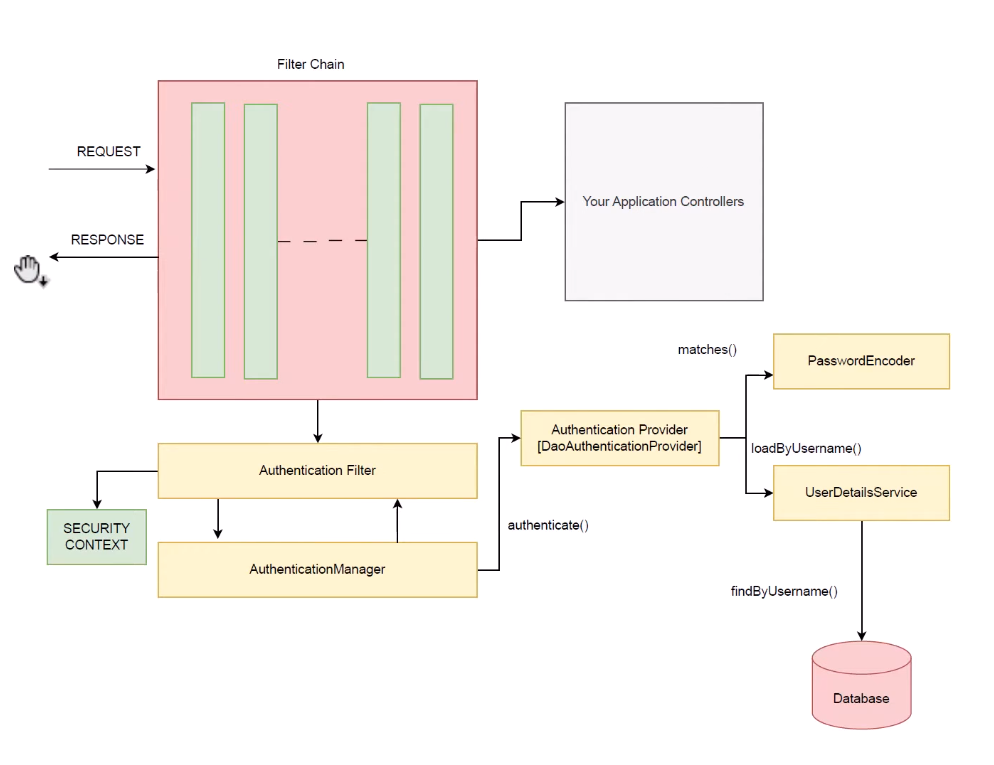 Filter Chain
REQUEST
RESPONSE
Your Application Controllers
matches()
PasswordEncoder
Authentication Provider
[DaoAuthenticationProvider]
loadByUsername()
Authentication Filter
UserDetailsService
SECURITY
CONTEXT
authenticate()
AuthenticationManager
findByUsername()
Database